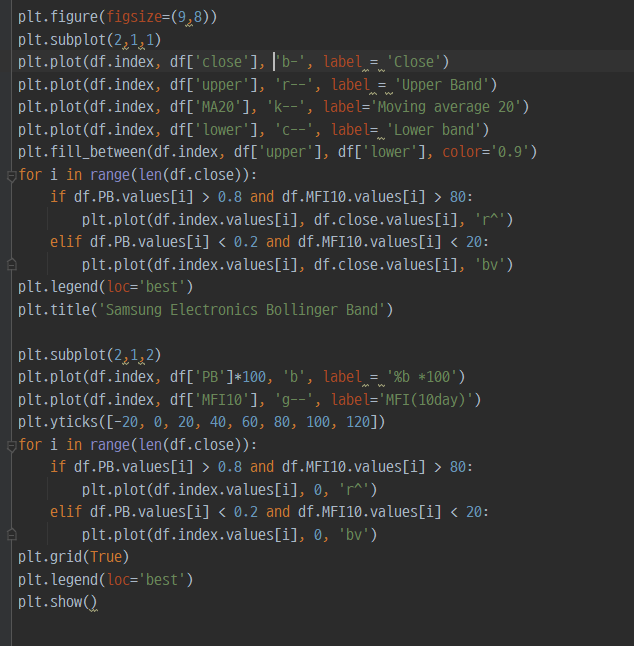 plt.figure(figsize=(9,8))
plt.subplot(2,1,1)
plt.plot(df.index, df['close'], 'b-', label = 'Close')
plt.plot(df.index, df['upper'], 'r--', label = 'Upper Band')
plt.plot(df.index, df['MA20'], 'k--', label='Moving average 20')
plt.plot(df.index, df['lower'], 'c--', label= 'Lower band')
plt.fill_between(df.index, df['upper'], df['lower'], color='0.9')
for i in range(len(df.close)):
    if df.PB.values[i] > 0.8 and df.MFI10.values[i] > 80:
        plt.plot(df.index.values[i], df.close.values[i], 'r^')
    elif df.PB.values[i] < 0.2 and df.MFI10.values[i] < 20:
        plt.plot(df.index.values[i], df.close.values[i], 'bv')
plt.legend(loc='best')
plt.title('Samsung Electronics Bollinger Band')

plt.subplot(2,1,2)
plt.plot(df.index, df['PB']*100, 'b', label = '%b *100')
plt.plot(df.index, df['MFI10'], 'g--', label='MFI(10day)')
plt.yticks([-20, 0, 20, 40, 60, 80, 100, 120])
for i in range(len(df.close)):
    if df.PB.values[i] > 0.8 and df.MFI10.values[i] > 80:
        plt.plot(df.index.values[i], 0, 'r^')
    elif df.PB.values[i] < 0.2 and df.MFI10.values[i] < 20:
        plt.plot(df.index.values[i], 0, 'bv')
plt.grid(True)
plt.legend(loc='best')
plt.show()